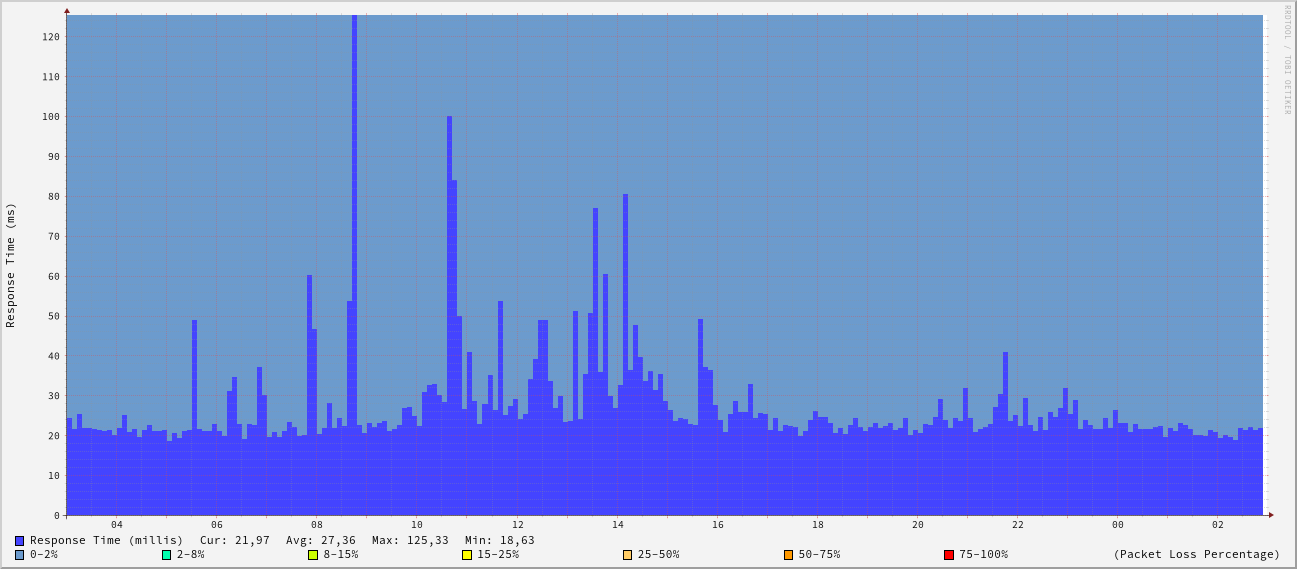 RRDTOOL / TOBI OETIKER
Response Time (ms)
120
110
100
90
80
70
60
50
40
30
20
10
0
04 06 08 10 12 14 16 18 20 22 00 02
Response Time (millis) Cur: 21,97 Avg: 27,36 Max: 125,33 Min: 18,63
0-2% 2-8% 8-15% 15-25% 25-50% 50-75% 75-100% (Packet Loss Percentage)